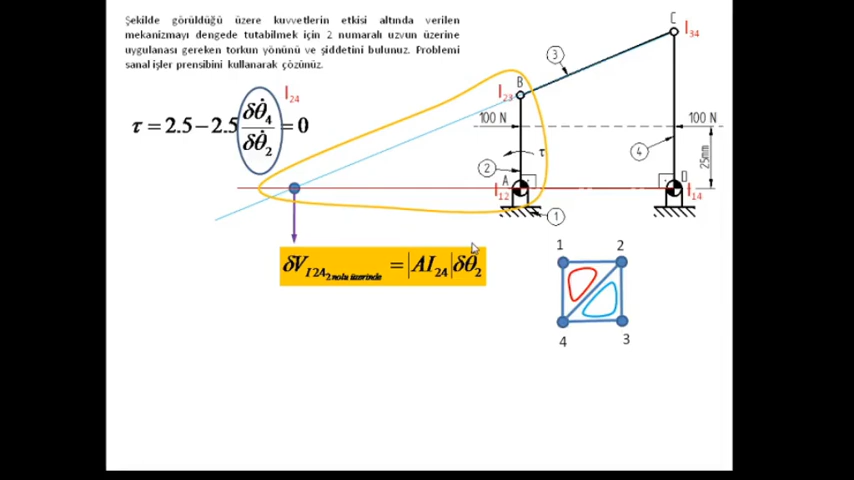 Şekilde görüldüğü üzere kuvvetlerin etkisi altında verilen
mekanizmayı dengede tutabilmek için 2 numaralı uzvun üzerine
uygulanası gereken torkun yönünü ve şiddetini bulunuz. Problemi
sanal işler prensibini kullanarak çözünüz.
I24
τ = 2.5 − 2.5 δθ̇4/δθ̇2 = 0
C
I34
3
B
I23
100 N
100 N
τ
4
25mm
2
A
D
I12
I14
1
δV I24 2 nolu üzerinde = |AI24| δθ̇2
1 2
4 3